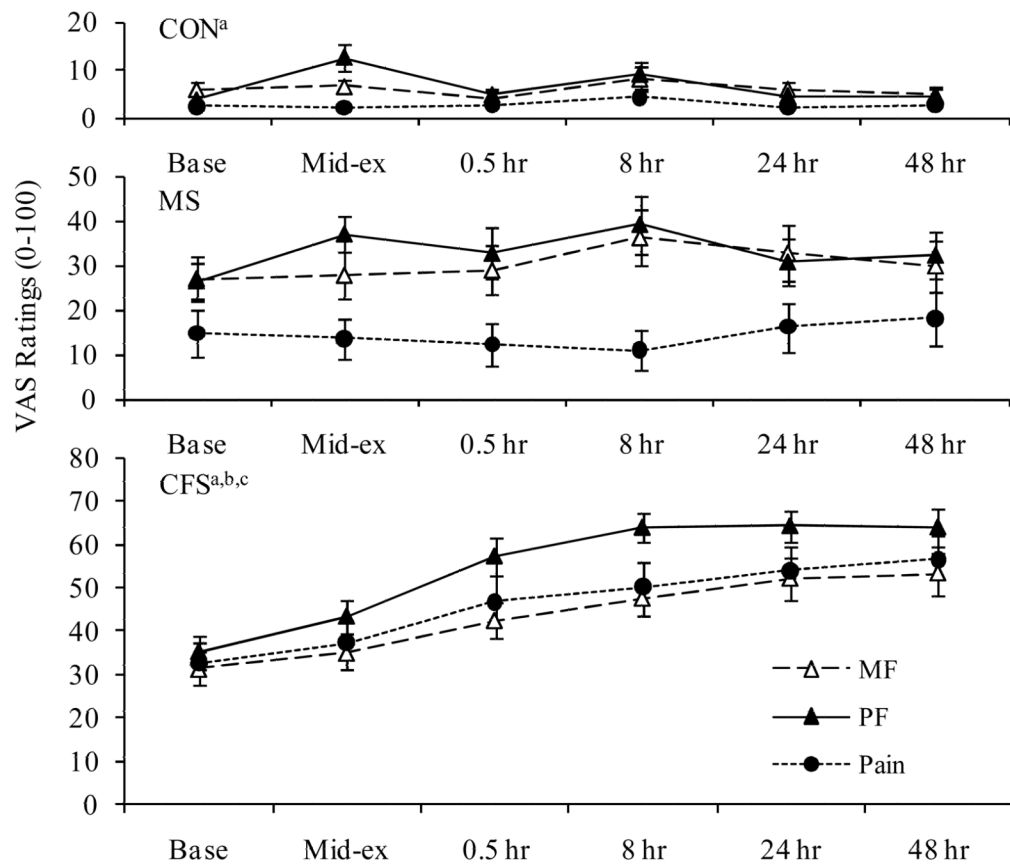 VAS Ratings (0-100)
CONᵃ
20
10
0
Base Mid-ex 0.5 hr 8 hr 24 hr 48 hr
MS
50
40
30
20
10
0
Base Mid-ex 0.5 hr 8 hr 24 hr 48 hr
CFSᵃ,ᵇ,ᶜ
80
70
60
50
40
30
20
10
0
MF
PF
Pain
Base Mid-ex 0.5 hr 8 hr 24 hr 48 hr